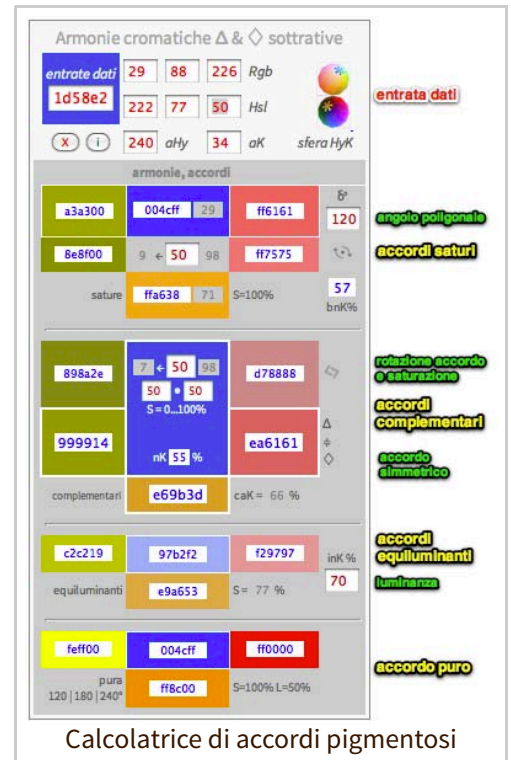 Armonie cromatiche Δ & ◇ sottrative
entrate dati 29 88 226 Rgb
1d58e2 222 77 50 Hsl
entrata dati
X i 240 aHy 34 aK sfera HyK
armonie, accordi
a3a300 004cff 29 ff6161 120
angolo poligonale
8e8f00 9 ← 50 98 ff7575
accordi saturi
sature ffa638 71 S=100% 57
bnK%
898a2e 7 ← 50 98 d78888
rotazione accordo
e saturazione
50 • 50
S = 0...100%
accordi
complementari
999914 nK 55 % ea6161 Δ ◇
accordo
simmetrico
complementari e69b3d caK = 66 %
accordi
equiluminanti
c2c219 97b2f2 f29797 inK%
equiluminanti e9a653 S = 77 % 70
luminanza
feff00 004cff ff0000
accordo puro
pura
120 | 180 | 240° ff8c00 S=100% L=50%
Calcolatrice di accordi pigmentosi